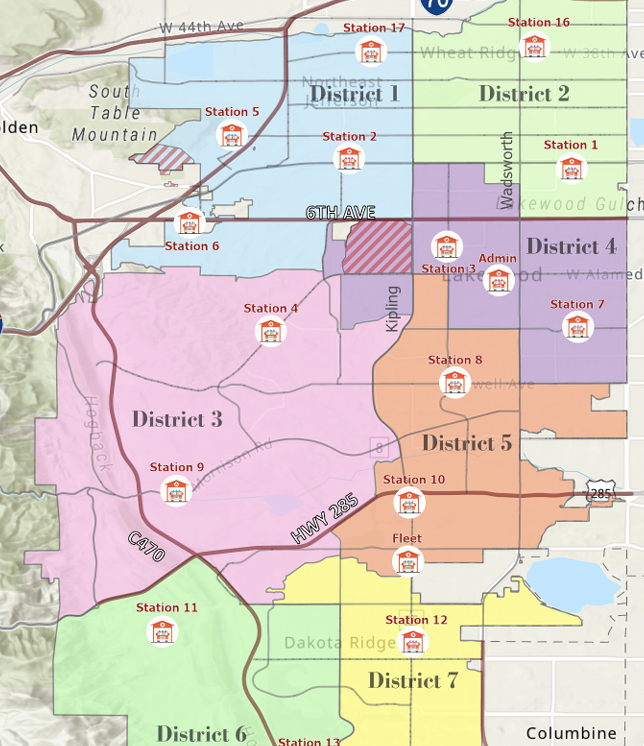 70
W 44th Ave
Station 17
Station 16
Wheat Ridge
W 38th Ave
South
Table
Mountain
Northeast
Jefferson
District 1
District 2
Station 5
lden
Station 2
Station 1
Wadsworth
Lakewood Gulch
6TH AVE
Station 6
District 4
Station 3
Admin
Lakewood
W Alamed
Kipling
Station 4
Station 7
Station 8
well Ave
Hogback
District 3
District 5
8
Morrison Rd
Station 9
Station 10
285
HWY 285
C470
Fleet
Station 11
Station 12
Dakota Ridge
District 7
District 6
Station 13
Columbine